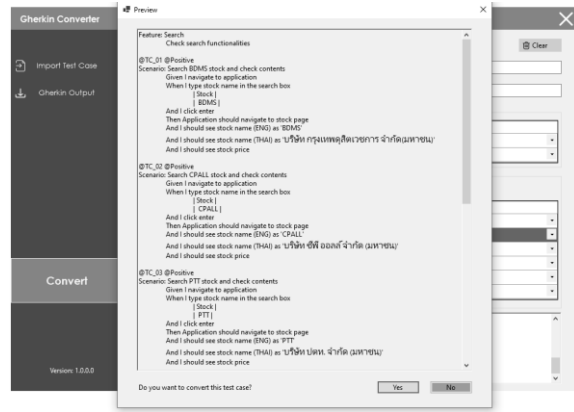 Gherkin Converter
Import Test Case
Gherkin Output
Convert
Version: 1.0.0.0
Clear
Preview
Feature: Search
Check search functionalities
@TC_01 @Positive
Scenario: Search BDMS stock and check contents
Given I navigate to application
When I type stock name in the search box
| Stock |
| BDMS |
And I click enter
Then Application should navigate to stock page
And I should see stock name (ENG) as 'BDMS'
And I should see stock name (THAI) as 'บริษัท กรุงเทพดุสิตเวชการ จำกัด(มหาชน)'
And I should see stock price
@TC_02 @Positive
Scenario: Search CPALL stock and check contents
Given I navigate to application
When I type stock name in the search box
| Stock |
| CPALL |
And I click enter
Then Application should navigate to stock page
And I should see stock name (ENG) as 'CPALL'
And I should see stock name (THAI) as 'บริษัท ซีพี ออลล์ จำกัด (มหาชน)'
And I should see stock price
@TC_03 @Positive
Scenario: Search PTT stock and check contents
Given I navigate to application
When I type stock name in the search box
| Stock |
| PTT |
And I click enter
Then Application should navigate to stock page
And I should see stock name (ENG) as 'PTT'
And I should see stock name (THAI) as 'บริษัท ปตท. จำกัด (มหาชน)'
And I should see stock price
Do you want to convert this test case?
Yes
No